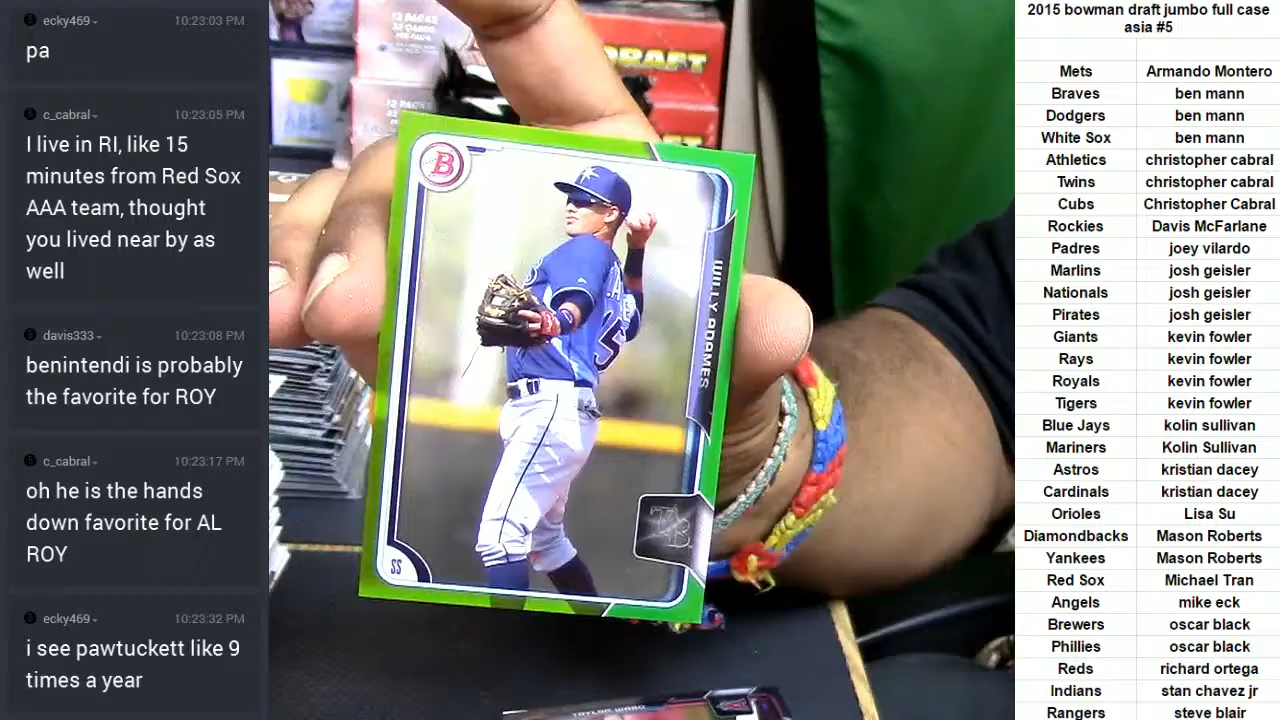 ecky469
10:23:03 PM
pa
c_cabral
10:23:05 PM
I live in RI, like 15
minutes from Red Sox
AAA team, thought
you lived near by as
well
davis333
10:23:08 PM
benintendi is probably
the favorite for ROY
c_cabral
10:23:17 PM
oh he is the hands
down favorite for AL
ROY
ecky469
10:23:32 PM
i see pawtuckett like 9
times a year
12 PACKS
DRAFT
12 PACKS
B
WILLY ADAMES
5
TB
SS
TAYLOR WARD
2015 bowman draft jumbo full case
asia #5
Mets Armando Montero
Braves ben mann
Dodgers ben mann
White Sox ben mann
Athletics christopher cabral
Twins christopher cabral
Cubs Christopher Cabral
Rockies Davis McFarlane
Padres joey vilardo
Marlins josh geisler
Nationals josh geisler
Pirates josh geisler
Giants kevin fowler
Rays kevin fowler
Royals kevin fowler
Tigers kevin fowler
Blue Jays kolin sullivan
Mariners Kolin Sullivan
Astros kristian dacey
Cardinals kristian dacey
Orioles Lisa Su
Diamondbacks Mason Roberts
Yankees Mason Roberts
Red Sox Michael Tran
Angels mike eck
Brewers oscar black
Phillies oscar black
Reds richard ortega
Indians stan chavez jr
Rangers steve blair